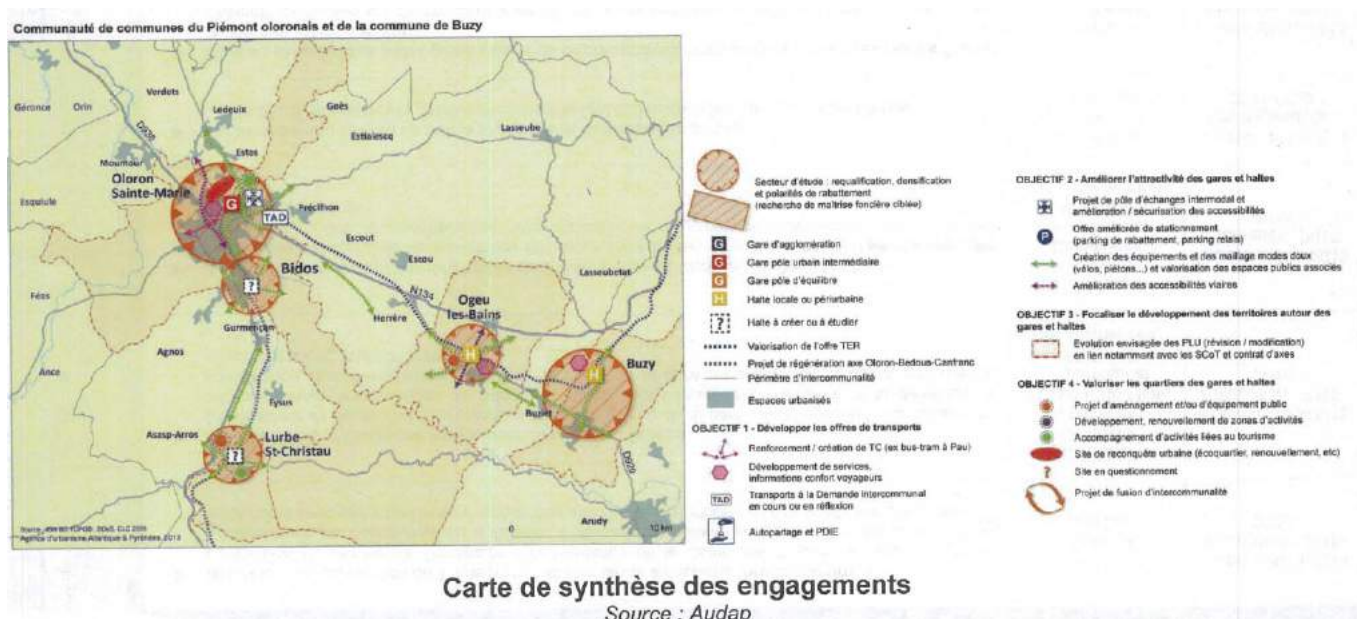 Communauté de communes du Piémont oloronais et de la commune de Buzy
Verdets
Géronce
Orin
Ledeuix
Goès
D936
Estialescq
Lasseube
Moumour
Estos
Oloron
Sainte-Marie
G
Esquiule
TAD
Précilhon
Escout
Escou
Lasseubetat
Bidos
?
Féas
N134
Ogeu
les-Bains
Herrère
Gurmençon
H
Buzy
H
Agnos
Ance
Buziet
Eysus
Asasp-Arros
Lurbe
St-Christau
?
D920
Arudy
0
10 km
Agence d'urbanisme Atlantique & Pyrénées, 2013
Secteur d'étude : requalification, densification
et polarités de rabattement
(recherche de maîtrise foncière ciblée)
G Gare d'agglomération
G Gare pôle urbain intermédiaire
G Gare pôle d'équilibre
H Halte locale ou périurbaine
? Halte à créer ou à étudier
Valorisation de l'offre TER
Projet de régénération axe Oloron-Bedous-Canfranc
Périmètre d'intercommunalité
Espaces urbanisés
OBJECTIF 1 - Développer les offres de transports
Renforcement / création de TC (ex bus-tram à Pau)
Développement de services,
informations confort voyageurs
TAD Transports à la Demande intercommunal
en cours ou en réflexion
Autopartage et PDIE
OBJECTIF 2 - Améliorer l'attractivité des gares et haltes
Projet de pôle d'échanges intermodal et
amélioration / sécurisation des accessibilités
P Offre améliorée de stationnement
(parking de rabattement, parking relais)
Création des équipements et des maillage modes doux
(vélos, piétons...) et valorisation des espaces publics associés
Amélioration des accessibilités viaires
OBJECTIF 3 - Focaliser le développement des territoires autour des
gares et haltes
Evolution envisagée des PLU (révision / modification)
en lien notamment avec les SCoT et contrat d'axes
OBJECTIF 4 - Valoriser les quartiers des gares et haltes
Projet d'aménagement et/ou d'équipement public
Développement, renouvellement de zones d'activités
Accompagnement d'activités liées au tourisme
Site de reconquête urbaine (écoquartier, renouvellement, etc)
? Site en questionnement
Projet de fusion d'intercommunalité
Carte de synthèse des engagements
Source : Audap